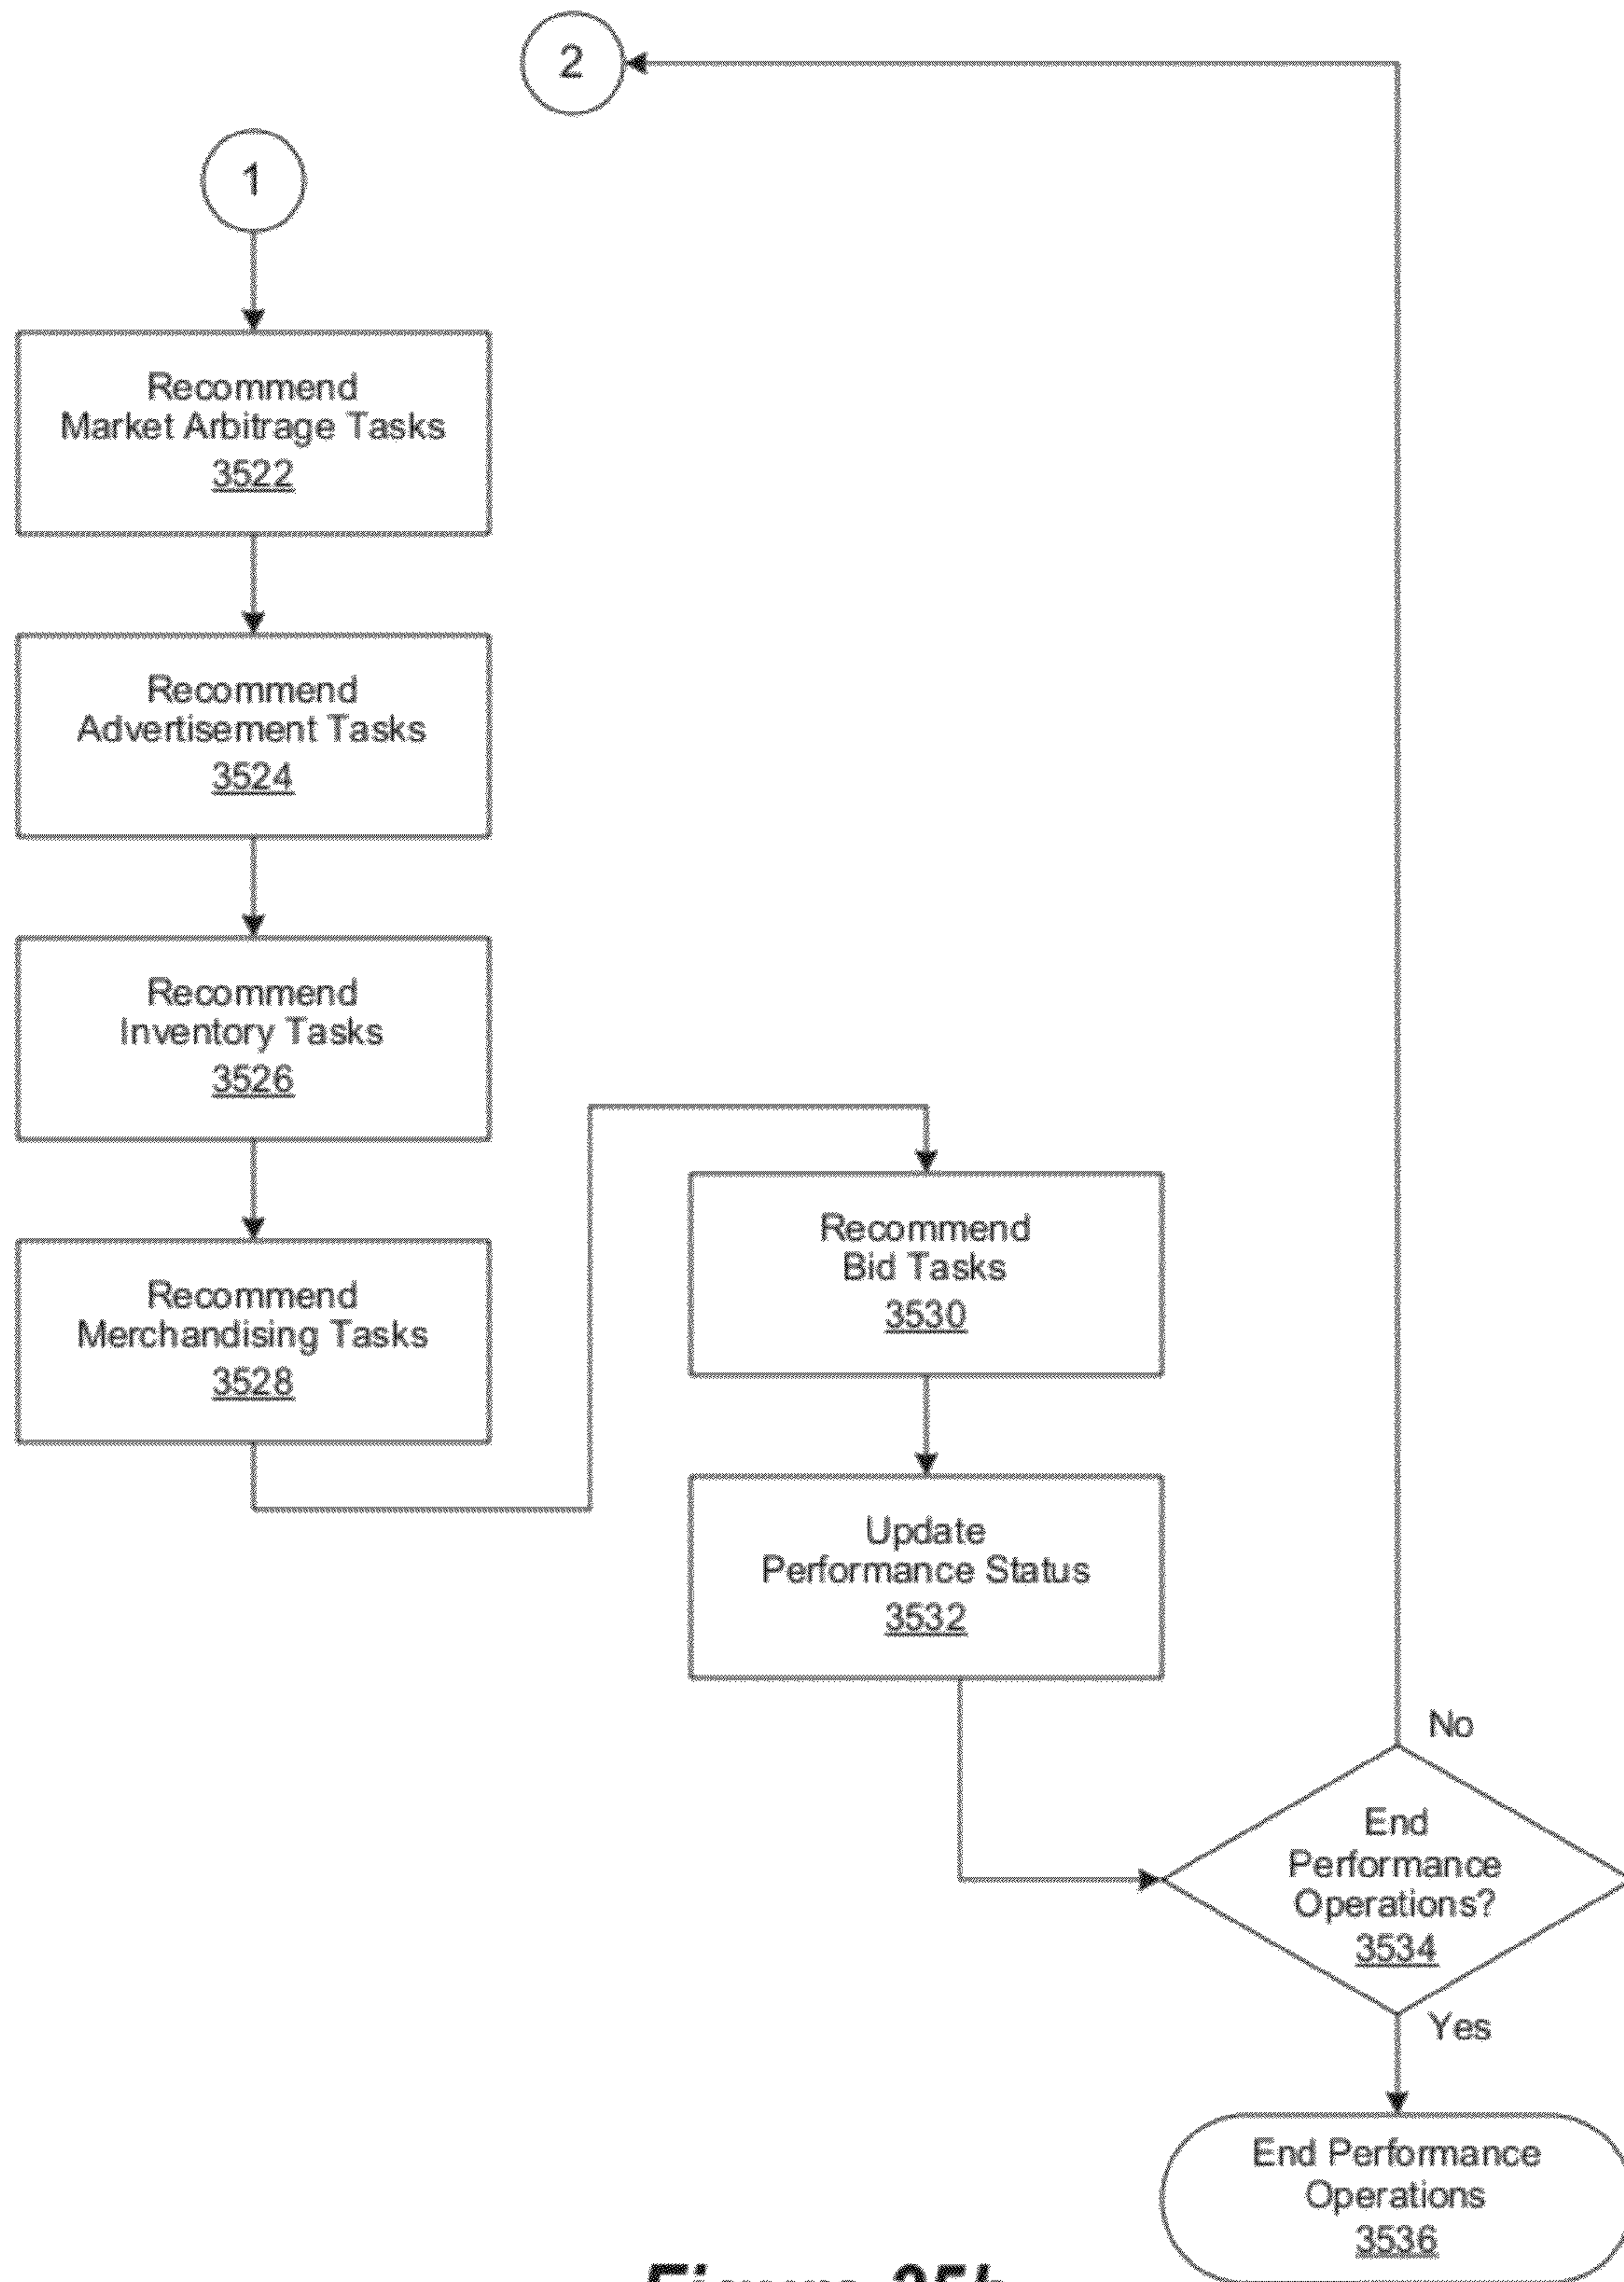 2
1
Recommend
Market Arbitrage Tasks
3522
Recommend
Advertisement Tasks
3524
Recommend
Inventory Tasks
3526
Recommend
Merchandising Tasks
3528
Recommend
Bid Tasks
3530
Update
Performance Status
3532
No
End
Performance
Operations?
3534
Yes
End Performance
Operations
3536